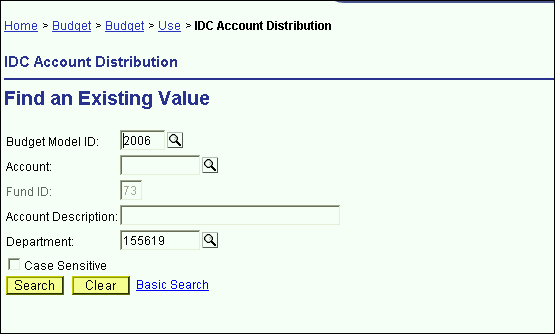 Home > Budget > Budget > Use > IDC Account Distribution
IDC Account Distribution
Find an Existing Value
Budget Model ID: 2006
Account:
Fund ID: 73
Account Description:
Department: 155619
Case Sensitive
Search Clear Basic Search